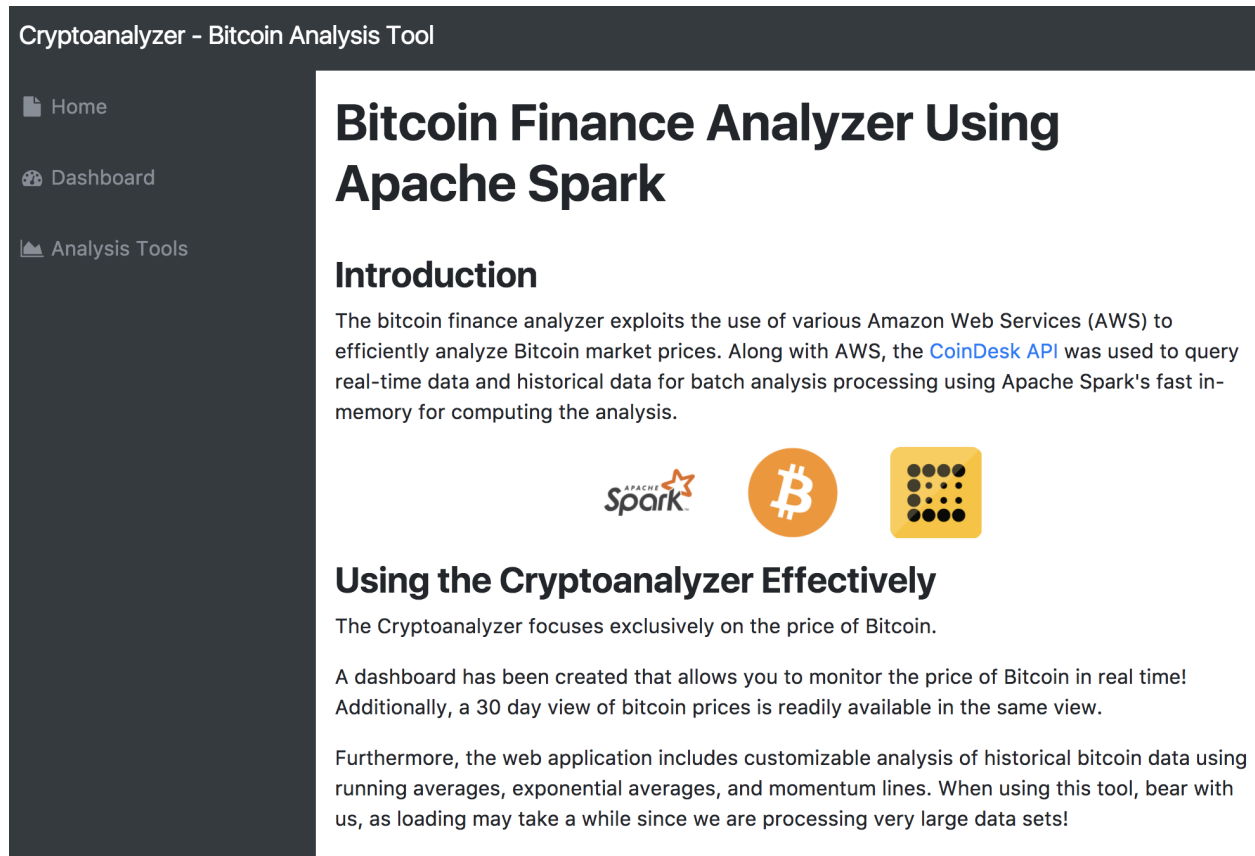 Cryptoanalyzer - Bitcoin Analysis Tool
Home
Dashboard
Analysis Tools
Bitcoin Finance Analyzer Using
Apache Spark
Introduction
The bitcoin finance analyzer exploits the use of various Amazon Web Services (AWS) to
efficiently analyze Bitcoin market prices. Along with AWS, the CoinDesk API was used to query
real-time data and historical data for batch analysis processing using Apache Spark's fast in-
memory for computing the analysis.
APACHE
Spark
Using the Cryptoanalyzer Effectively
The Cryptoanalyzer focuses exclusively on the price of Bitcoin.
A dashboard has been created that allows you to monitor the price of Bitcoin in real time!
Additionally, a 30 day view of bitcoin prices is readily available in the same view.
Furthermore, the web application includes customizable analysis of historical bitcoin data using
running averages, exponential averages, and momentum lines. When using this tool, bear with
us, as loading may take a while since we are processing very large data sets!